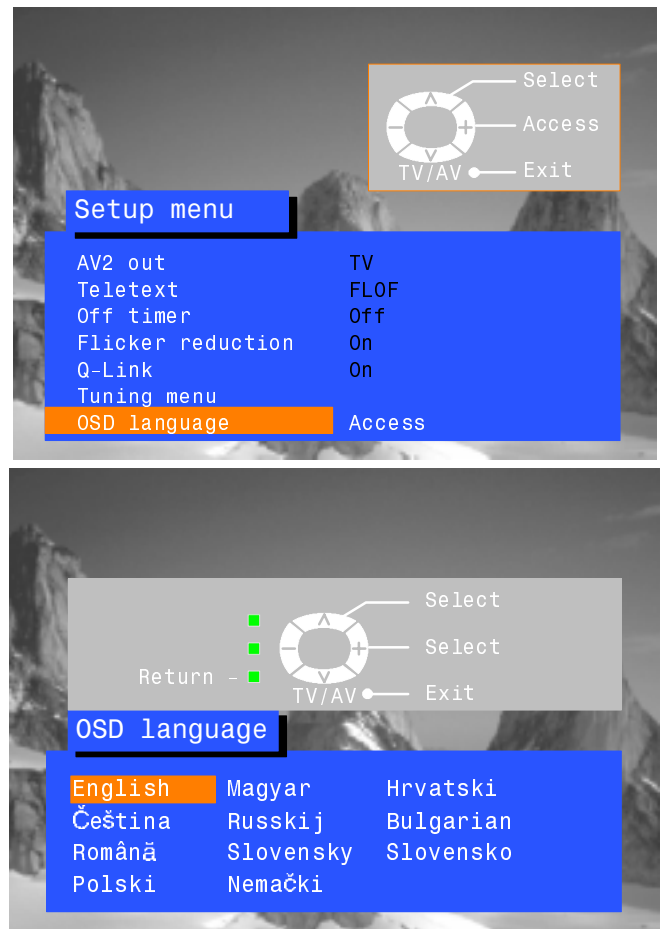 Select
Access
TV/AV Exit
Setup menu
AV2 out TV
Teletext FLOF
Off timer Off
Flicker reduction On
Q-Link On
Tuning menu
OSD language Access
Select
Select
Return –
TV/AV Exit
OSD language
English Magyar Hrvatski
Čeština Russkij Bulgarian
Română Slovensky Slovensko
Polski Nemački